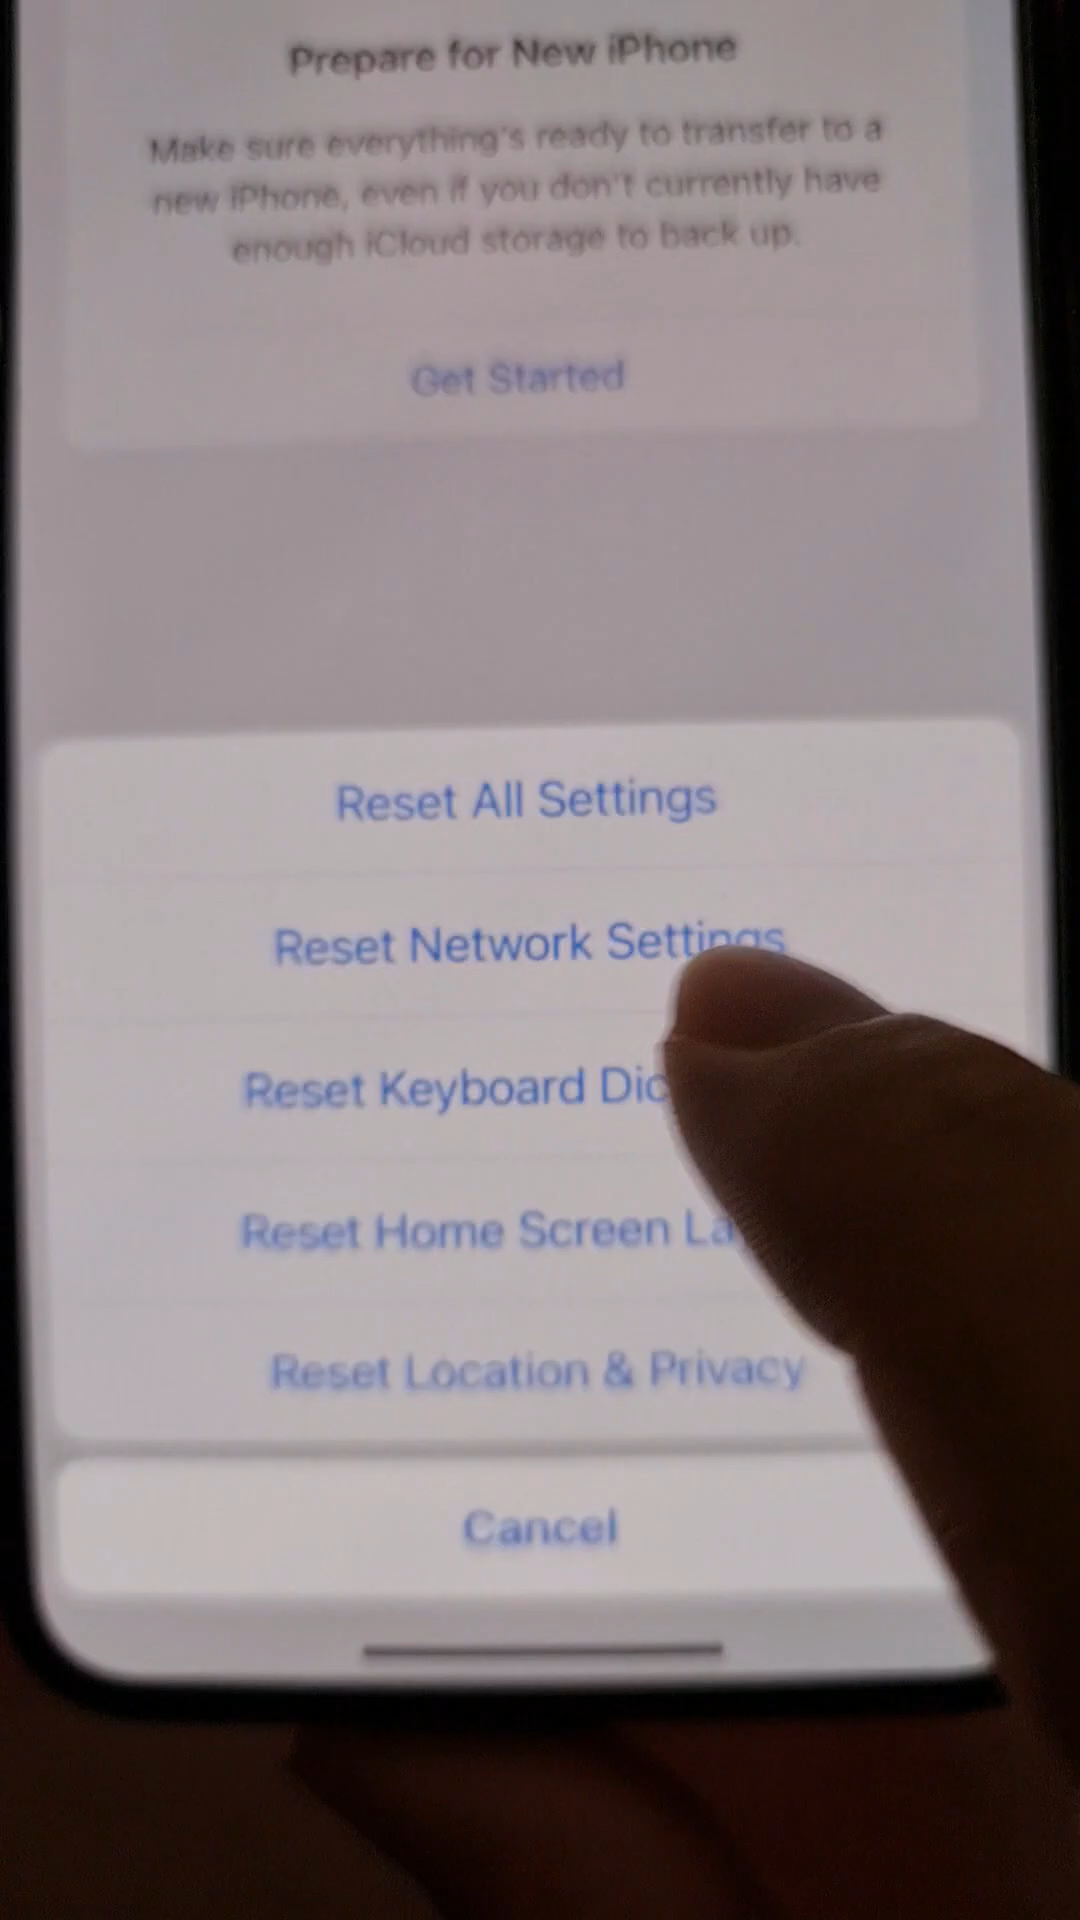 Prepare for New iPhone
Make sure everything's ready to transfer to a
new iPhone, even if you don't currently have
enough iCloud storage to back up.
Get Started
Reset All Settings
Reset Network Settings
Reset Keyboard
Reset Home Screen
Reset Location & Privacy
Cancel